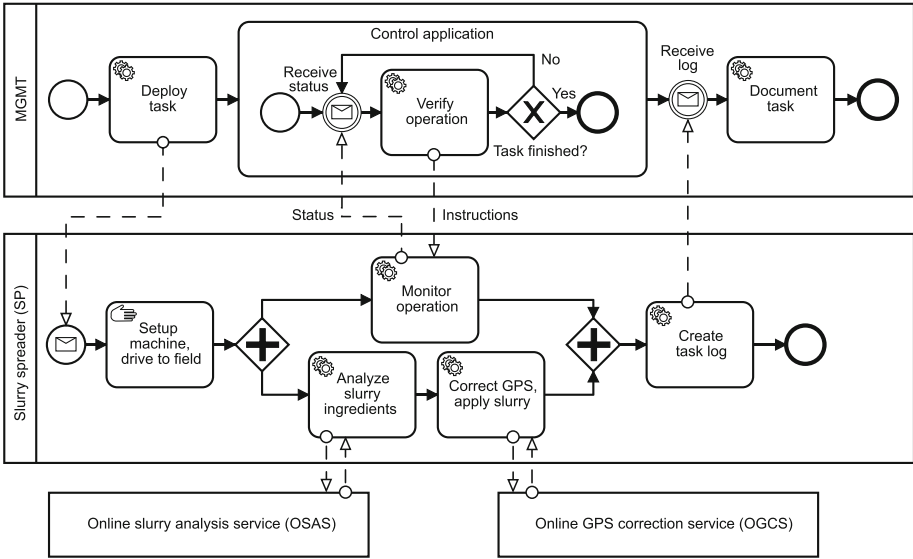 MGMT
Control application
Deploy
task
Receive
status
Verify
operation
No
Yes
Task finished?
Receive
log
Document
task
Status
Instructions
Slurry spreader (SP)
Setup
machine,
drive to field
Monitor
operation
Analyze
slurry
ingredients
Correct GPS,
apply slurry
Create
task log
Online slurry analysis service (OSAS)
Online GPS correction service (OGCS)